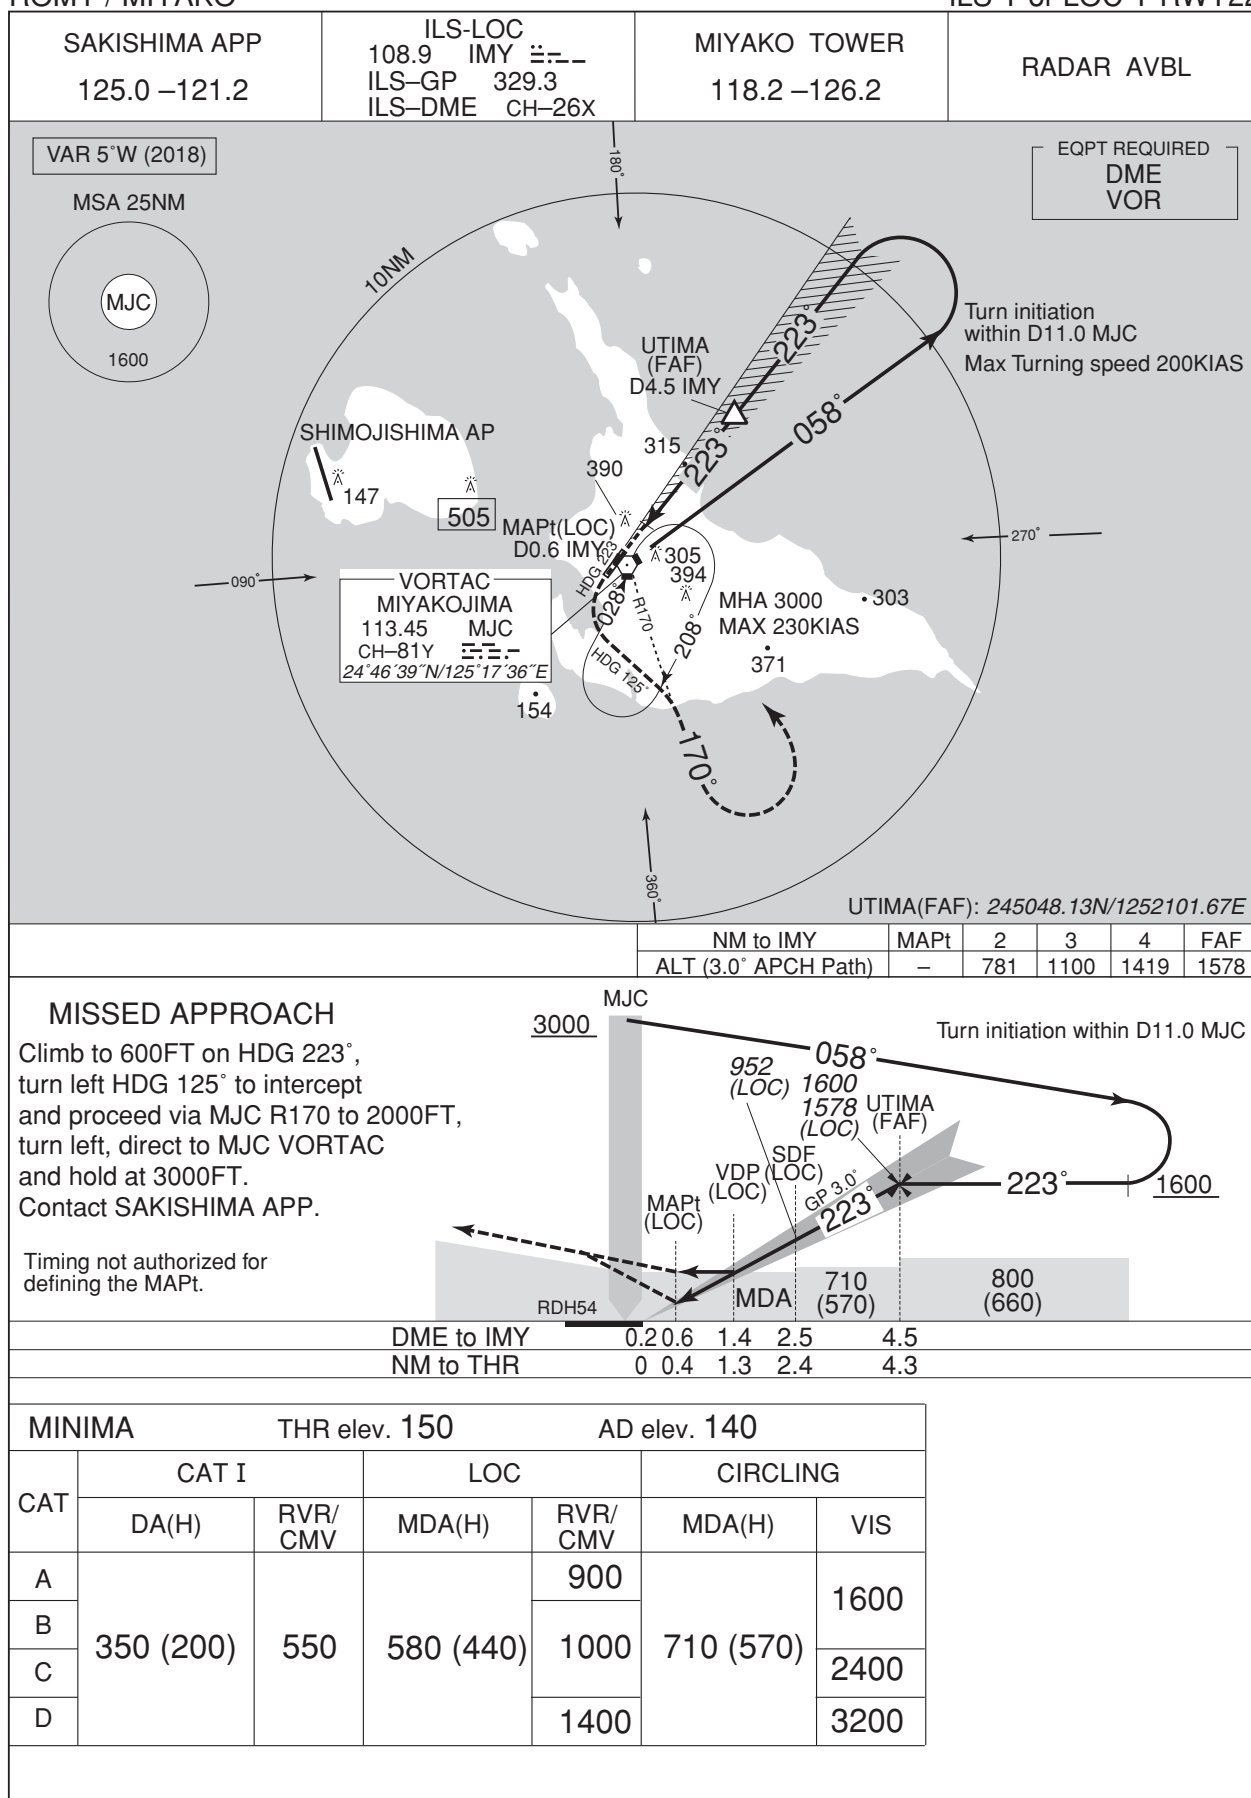 SAKISHIMA APP
125.0 –121.2
ILS-LOC
108.9 IMY
ILS–GP 329.3
ILS–DME CH–26X
MIYAKO TOWER
118.2 –126.2
RADAR AVBL
VAR 5°W (2018)
MSA 25NM
MJC
1600
EQPT REQUIRED
DME
VOR
180°
10NM
223°
Turn initiation
within D11.0 MJC
Max Turning speed 200KIAS
UTIMA
(FAF)
D4.5 IMY
058°
SHIMOJISHIMA AP
147
505
315
223°
390
MAPt(LOC)
D0.6 IMY
HDG 223
305
394
270°
090°
VORTAC
MIYAKOJIMA
113.45 MJC
CH–81Y
24°46´39˝N/125°17´36˝E
028°
R170
208°
MHA 3000
MAX 230KIAS
303
371
HDG 125°
154
170°
360°
UTIMA(FAF): 245048.13N/1252101.67E
NM to IMY MAPt 2 3 4 FAF
ALT (3.0° APCH Path) – 781 1100 1419 1578
MISSED APPROACH
Climb to 600FT on HDG 223°,
turn left HDG 125° to intercept
and proceed via MJC R170 to 2000FT,
turn left, direct to MJC VORTAC
and hold at 3000FT.
Contact SAKISHIMA APP.
Timing not authorized for
defining the MAPt.
MJC
3000
Turn initiation within D11.0 MJC
058°
952
(LOC)
1600
1578
(LOC)
UTIMA
(FAF)
SDF
(LOC)
VDP
(LOC)
MAPt
(LOC)
GP 3.0°
223°
223°
1600
RDH54
MDA
710
(570)
800
(660)
DME to IMY 0.2 0.6 1.4 2.5 4.5
NM to THR 0 0.4 1.3 2.4 4.3
MINIMA THR elev. 150 AD elev. 140
CAT
CAT I LOC CIRCLING
DA(H) RVR/CMV MDA(H) RVR/CMV MDA(H) VIS
A 900
B 1600
350 (200) 550 580 (440) 1000 710 (570)
C 2400
D 1400 3200